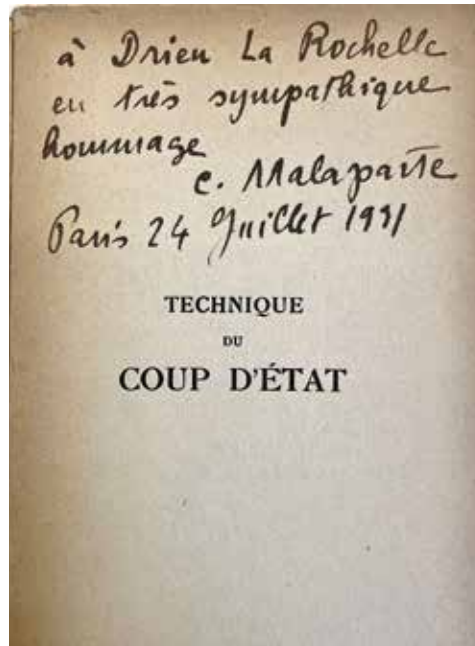 à Drieu La Rochelle
en très sympathique
hommage
C. Malaparte
Paris 24 Juillet 1931
TECHNIQUE
DU
COUP D'ÉTAT